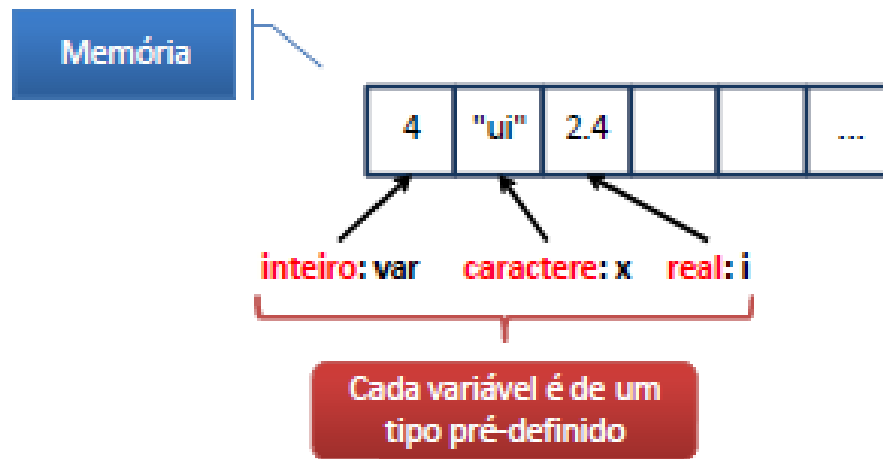 Memória
4 "ui" 2.4 ...
inteiro: var caractere: x real: i
Cada variável é de um
tipo pré-definido